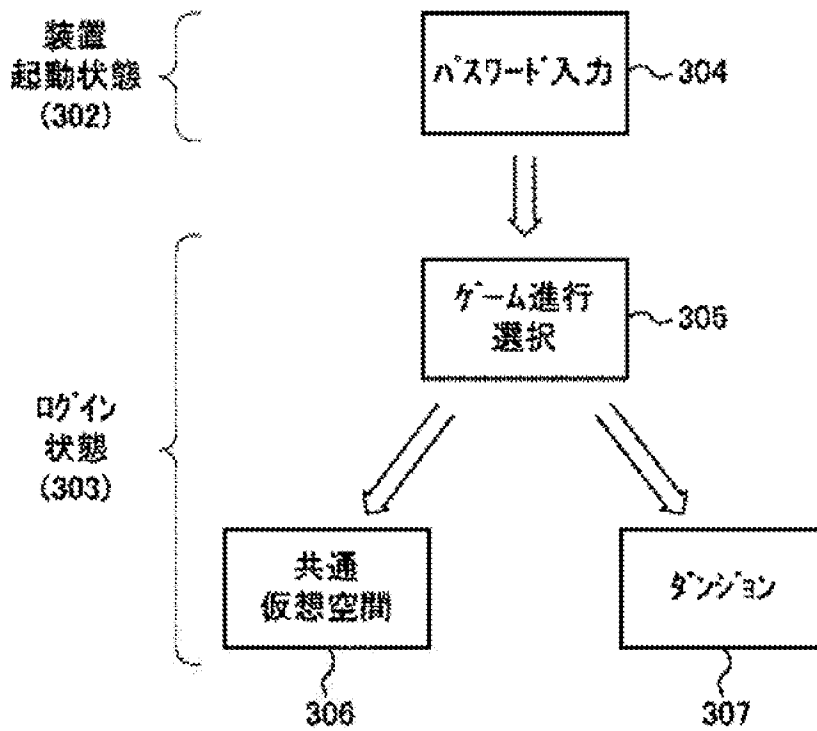 装置
起動状態
(302)
パスワード入力
304
ゲーム進行
選択
305
ログイン
状態
(303)
共通
仮想空間
306
ダンジョン
307